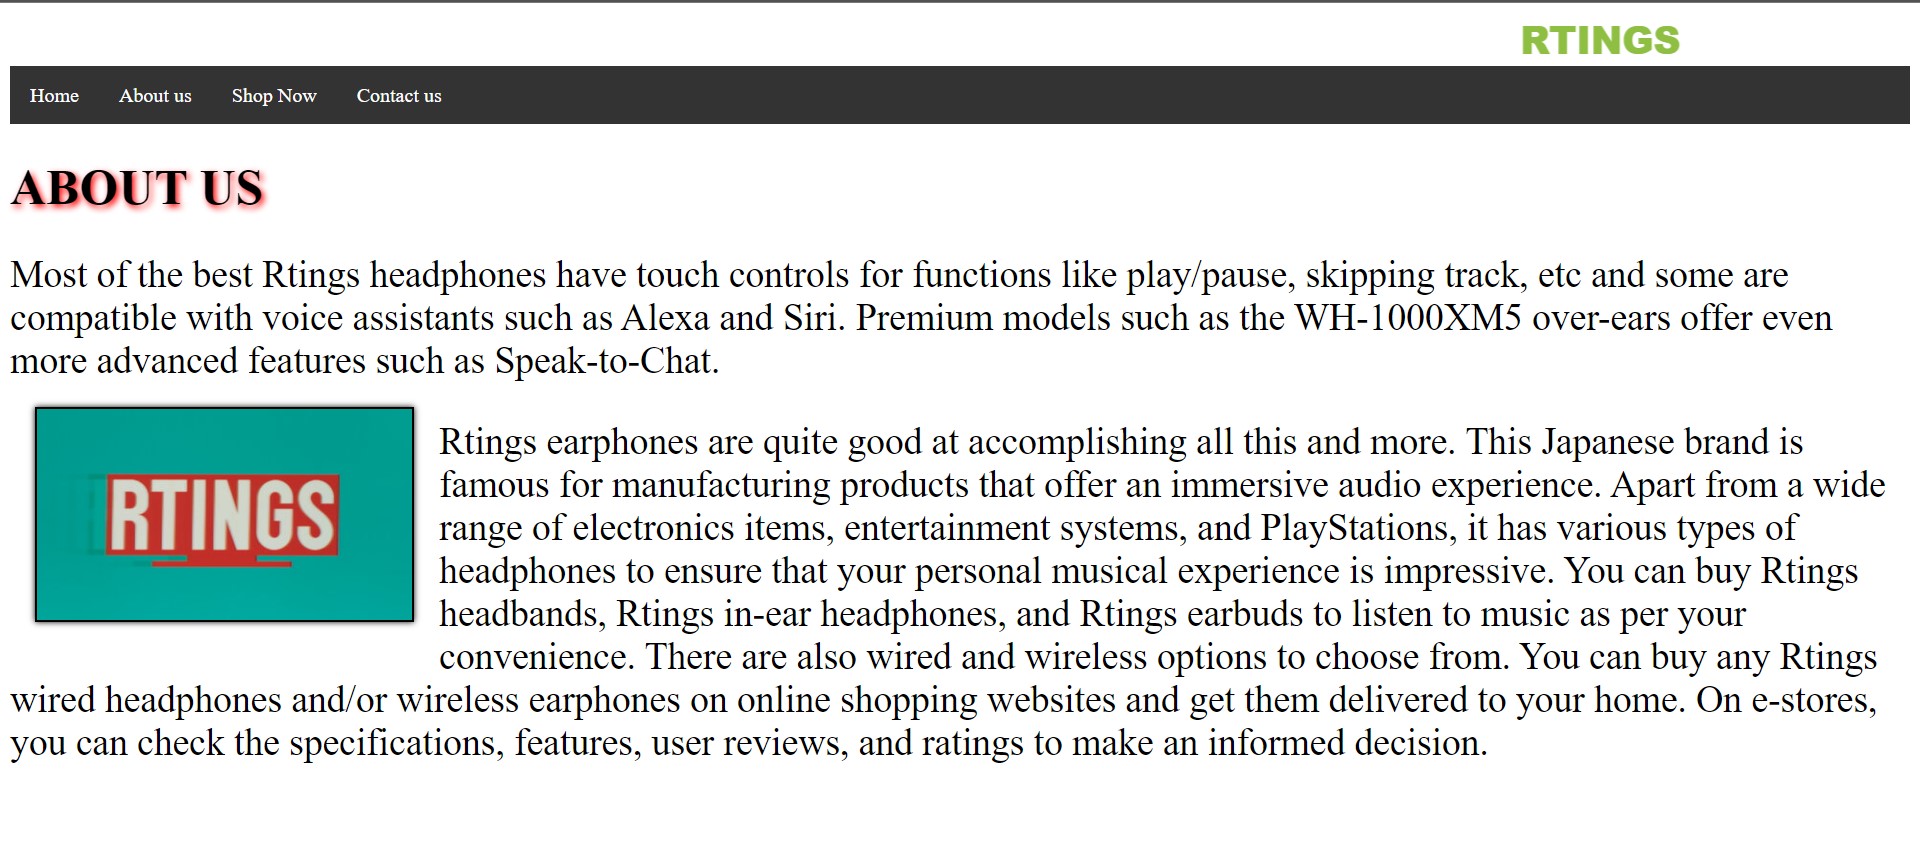 RTINGS
Home About us Shop Now Contact us
ABOUT US
Most of the best Rtings headphones have touch controls for functions like play/pause, skipping track, etc and some are
compatible with voice assistants such as Alexa and Siri. Premium models such as the WH-1000XM5 over-ears offer even
more advanced features such as Speak-to-Chat.
RTINGS
Rtings earphones are quite good at accomplishing all this and more. This Japanese brand is
famous for manufacturing products that offer an immersive audio experience. Apart from a wide
range of electronics items, entertainment systems, and PlayStations, it has various types of
headphones to ensure that your personal musical experience is impressive. You can buy Rtings
headbands, Rtings in-ear headphones, and Rtings earbuds to listen to music as per your
convenience. There are also wired and wireless options to choose from. You can buy any Rtings
wired headphones and/or wireless earphones on online shopping websites and get them delivered to your home. On e-stores,
you can check the specifications, features, user reviews, and ratings to make an informed decision.